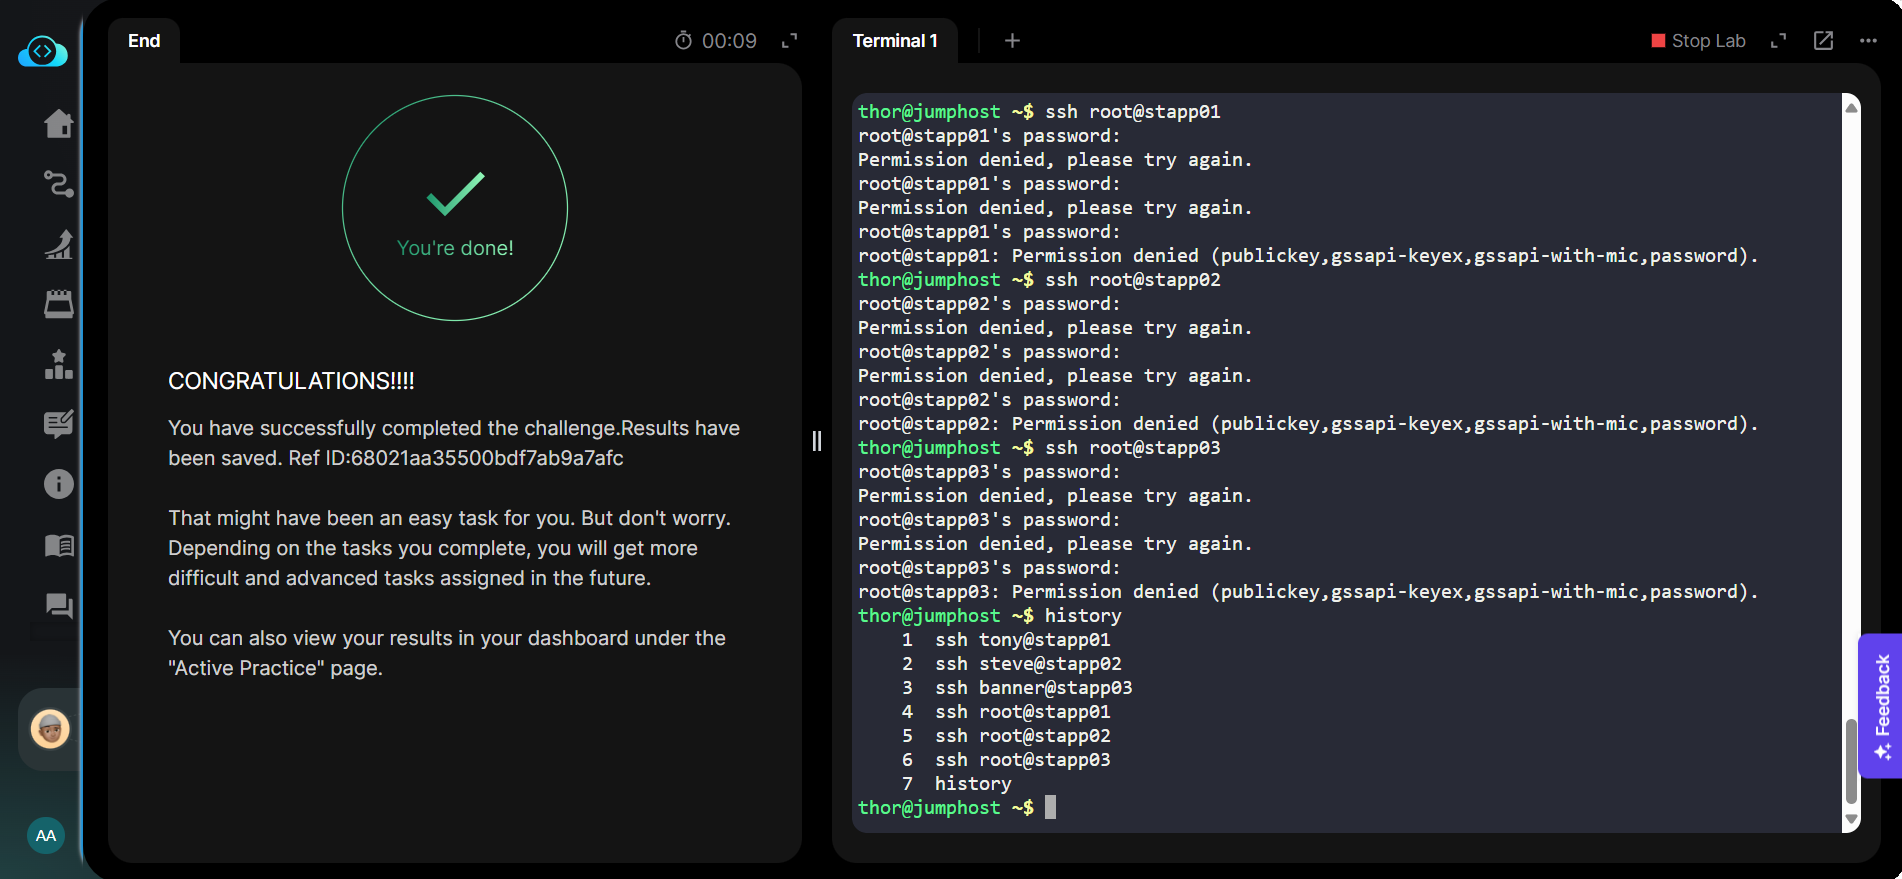 End
00:09
You're done!
CONGRATULATIONS!!!!
You have successfully completed the challenge.Results have
been saved. Ref ID:68021aa35500bdf7ab9a7afc
That might have been an easy task for you. But don't worry.
Depending on the tasks you complete, you will get more
difficult and advanced tasks assigned in the future.
You can also view your results in your dashboard under the
"Active Practice" page.
AA
Terminal 1
Stop Lab
thor@jumphost ~$ ssh root@stapp01
root@stapp01's password:
Permission denied, please try again.
root@stapp01's password:
Permission denied, please try again.
root@stapp01's password:
root@stapp01: Permission denied (publickey,gssapi-keyex,gssapi-with-mic,password).
thor@jumphost ~$ ssh root@stapp02
root@stapp02's password:
Permission denied, please try again.
root@stapp02's password:
Permission denied, please try again.
root@stapp02's password:
root@stapp02: Permission denied (publickey,gssapi-keyex,gssapi-with-mic,password).
thor@jumphost ~$ ssh root@stapp03
root@stapp03's password:
Permission denied, please try again.
root@stapp03's password:
Permission denied, please try again.
root@stapp03's password:
root@stapp03: Permission denied (publickey,gssapi-keyex,gssapi-with-mic,password).
thor@jumphost ~$ history
1 ssh tony@stapp01
2 ssh steve@stapp02
3 ssh banner@stapp03
4 ssh root@stapp01
5 ssh root@stapp02
6 ssh root@stapp03
7 history
thor@jumphost ~$
Feedback